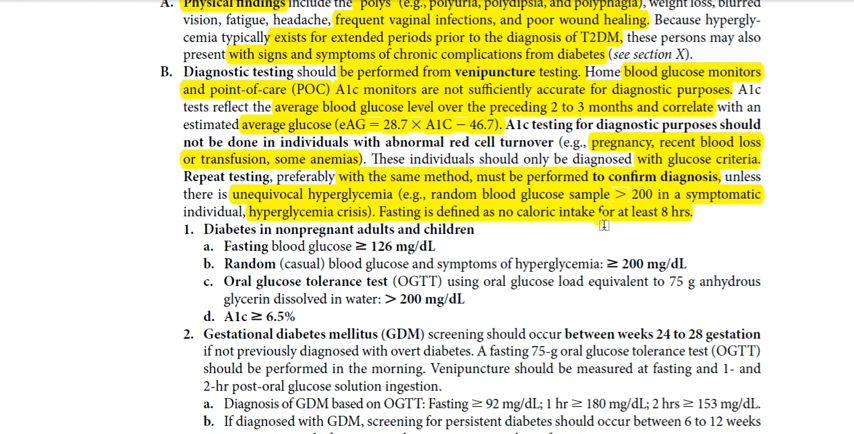 A. Physical findings include the "polys" (e.g., polyuria, polydipsia, and polyphagia), weight loss, blurred
vision, fatigue, headache, frequent vaginal infections, and poor wound healing. Because hypergly-
cemia typically exists for extended periods prior to the diagnosis of T2DM, these persons may also
present with signs and symptoms of chronic complications from diabetes (see section X).
B. Diagnostic testing should be performed from venipuncture testing. Home blood glucose monitors
and point-of-care (POC) A1c monitors are not sufficiently accurate for diagnostic purposes. A1c
tests reflect the average blood glucose level over the preceding 2 to 3 months and correlate with an
estimated average glucose (eAG = 28.7 × A1C − 46.7). A1c testing for diagnostic purposes should
not be done in individuals with abnormal red cell turnover (e.g., pregnancy, recent blood loss
or transfusion, some anemias). These individuals should only be diagnosed with glucose criteria.
Repeat testing, preferably with the same method, must be performed to confirm diagnosis, unless
there is unequivocal hyperglycemia (e.g., random blood glucose sample > 200 in a symptomatic
individual, hyperglycemia crisis). Fasting is defined as no caloric intake for at least 8 hrs.
1. Diabetes in nonpregnant adults and children
a. Fasting blood glucose ≥ 126 mg/dL
b. Random (casual) blood glucose and symptoms of hyperglycemia: ≥ 200 mg/dL
c. Oral glucose tolerance test (OGTT) using oral glucose load equivalent to 75 g anhydrous
glycerin dissolved in water: > 200 mg/dL
d. A1c ≥ 6.5%
2. Gestational diabetes mellitus (GDM) screening should occur between weeks 24 to 28 gestation
if not previously diagnosed with overt diabetes. A fasting 75-g oral glucose tolerance test (OGTT)
should be performed in the morning. Venipuncture should be measured at fasting and 1- and
2-hr post-oral glucose solution ingestion.
a. Diagnosis of GDM based on OGTT: Fasting ≥ 92 mg/dL; 1 hr ≥ 180 mg/dL; 2 hrs ≥ 153 mg/dL.
b. If diagnosed with GDM, screening for persistent diabetes should occur between 6 to 12 weeks